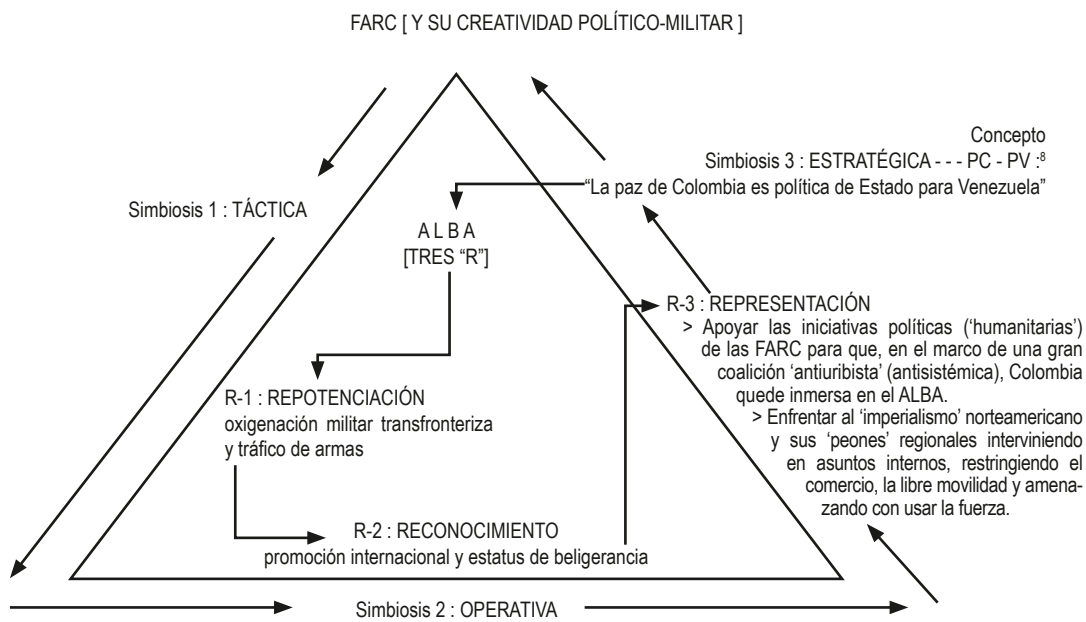 FARC [ Y SU CREATIVIDAD POLÍTICO-MILITAR ]
Concepto
Simbiosis 3 : ESTRATÉGICA - - - PC - PV :⁸
“La paz de Colombia es política de Estado para Venezuela”
Simbiosis 1 : TÁCTICA
A L B A
[TRES “R”]
R-3 : REPRESENTACIÓN
> Apoyar las iniciativas políticas (‘humanitarias’)
de las FARC para que, en el marco de una gran
coalición ‘antiuribista’ (antisistémica), Colombia
quede inmersa en el ALBA.
> Enfrentar al ‘imperialismo’ norteamericano
y sus ‘peones’ regionales interviniendo
en asuntos internos, restringiendo el
comercio, la libre movilidad y amena-
zando con usar la fuerza.
R-1 : REPOTENCIACIÓN
oxigenación militar transfronteriza
y tráfico de armas
R-2 : RECONOCIMIENTO
promoción internacional y estatus de beligerancia
Simbiosis 2 : OPERATIVA